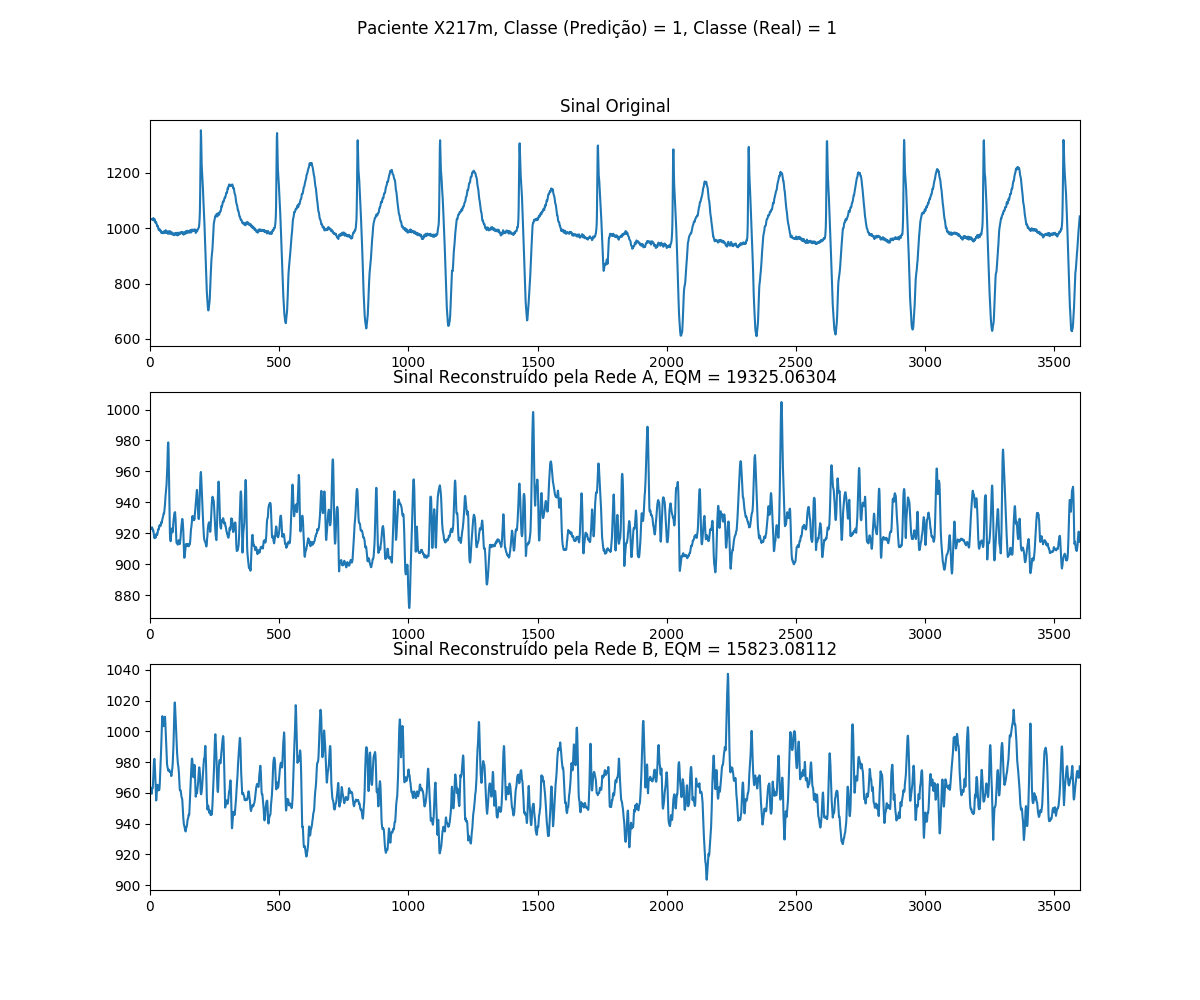 Paciente X217m, Classe (Predição) = 1, Classe (Real) = 1
Sinal Original
1200
1000
800
600
0 500 1000 1500 2000 2500 3000 3500
Sinal Reconstruído pela Rede A, EQM = 19325.06304
1000
980
960
940
920
900
880
0 500 1000 1500 2000 2500 3000 3500
Sinal Reconstruído pela Rede B, EQM = 15823.08112
1040
1020
1000
980
960
940
920
900
0 500 1000 1500 2000 2500 3000 3500